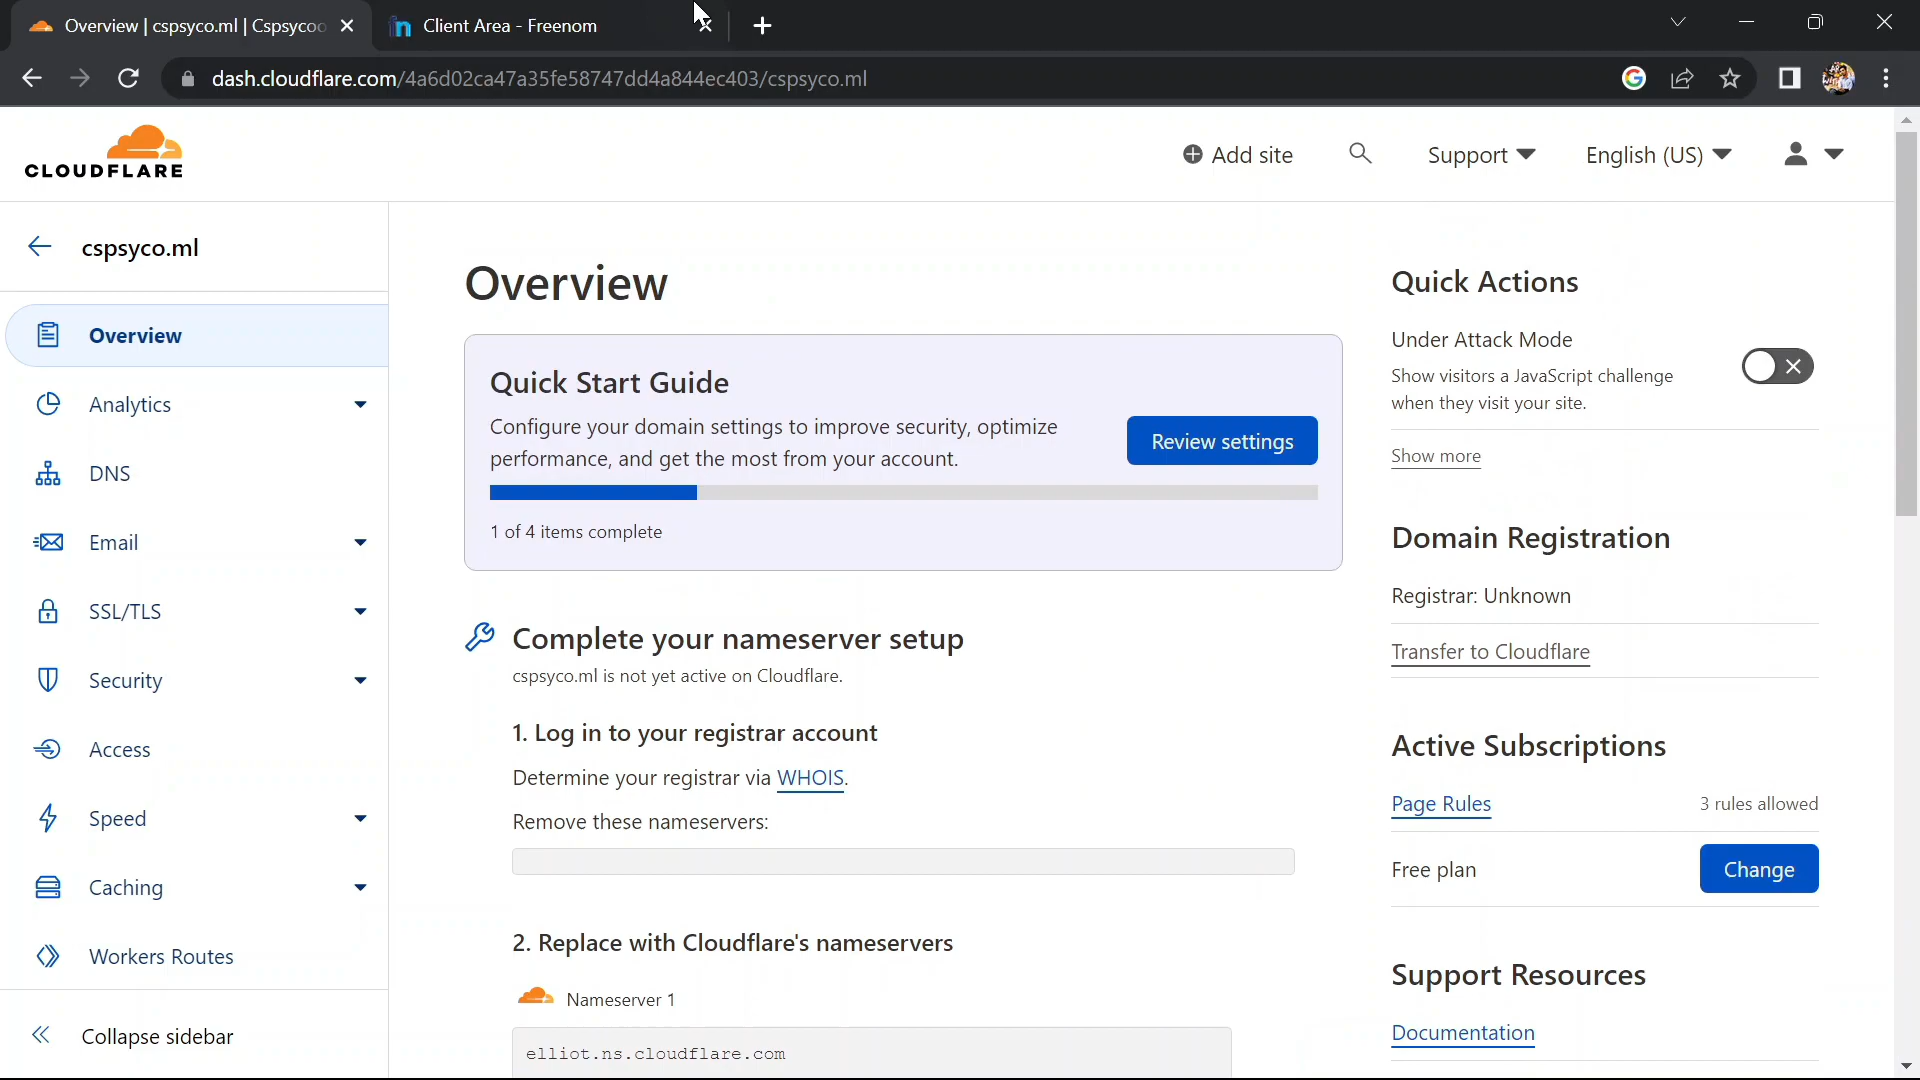 Overview | cspsyco.ml | Cspsycoo
Client Area - Freenom
dash.cloudflare.com/4a6d02ca47a35fe58747dd4a844ec403/cspsyco.ml
CLOUDFLARE
Add site
Support
English (US)
cspsyco.ml
Overview
Analytics
DNS
Email
SSL/TLS
Security
Access
Speed
Caching
Workers Routes
Collapse sidebar
Overview
Quick Start Guide
Configure your domain settings to improve security, optimize
performance, and get the most from your account.
Review settings
1 of 4 items complete
Complete your nameserver setup
cspsyco.ml is not yet active on Cloudflare.
1. Log in to your registrar account
Determine your registrar via WHOIS.
Remove these nameservers:
2. Replace with Cloudflare's nameservers
Nameserver 1
elliot.ns.cloudflare.com
Quick Actions
Under Attack Mode
Show visitors a JavaScript challenge
when they visit your site.
Show more
Domain Registration
Registrar: Unknown
Transfer to Cloudflare
Active Subscriptions
Page Rules
3 rules allowed
Free plan
Change
Support Resources
Documentation